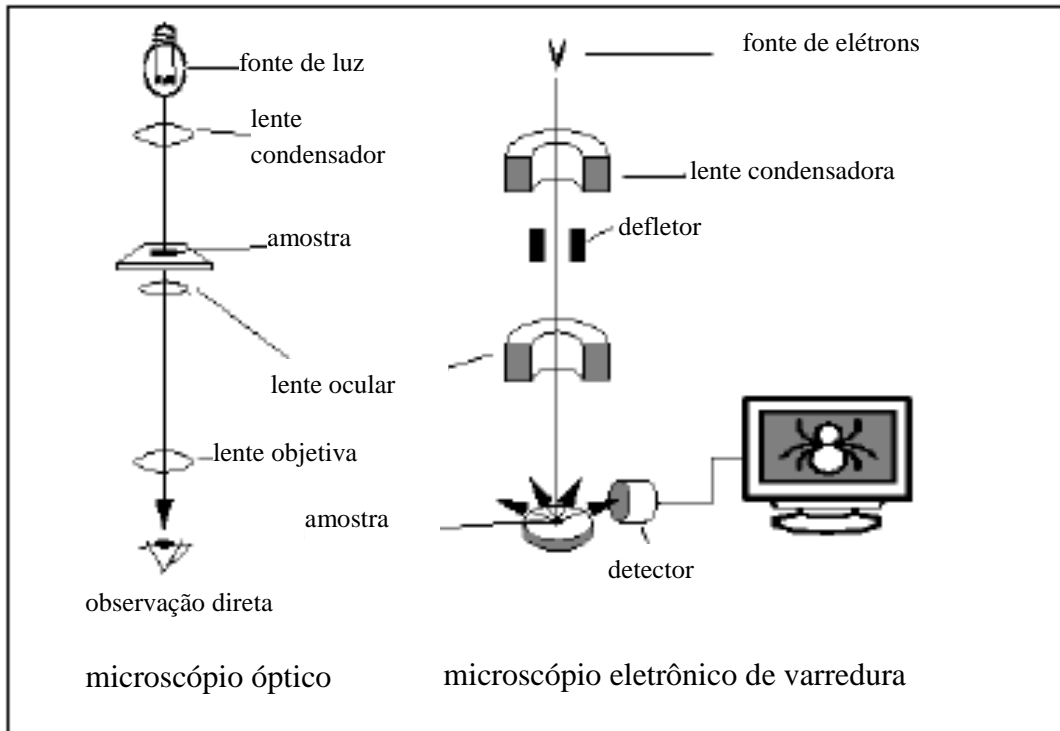 fonte de luz
lente
condensador
amostra
lente ocular
lente objetiva
observação direta
microscópio óptico
fonte de elétrons
lente condensadora
defletor
amostra
detector
microscópio eletrônico de varredura